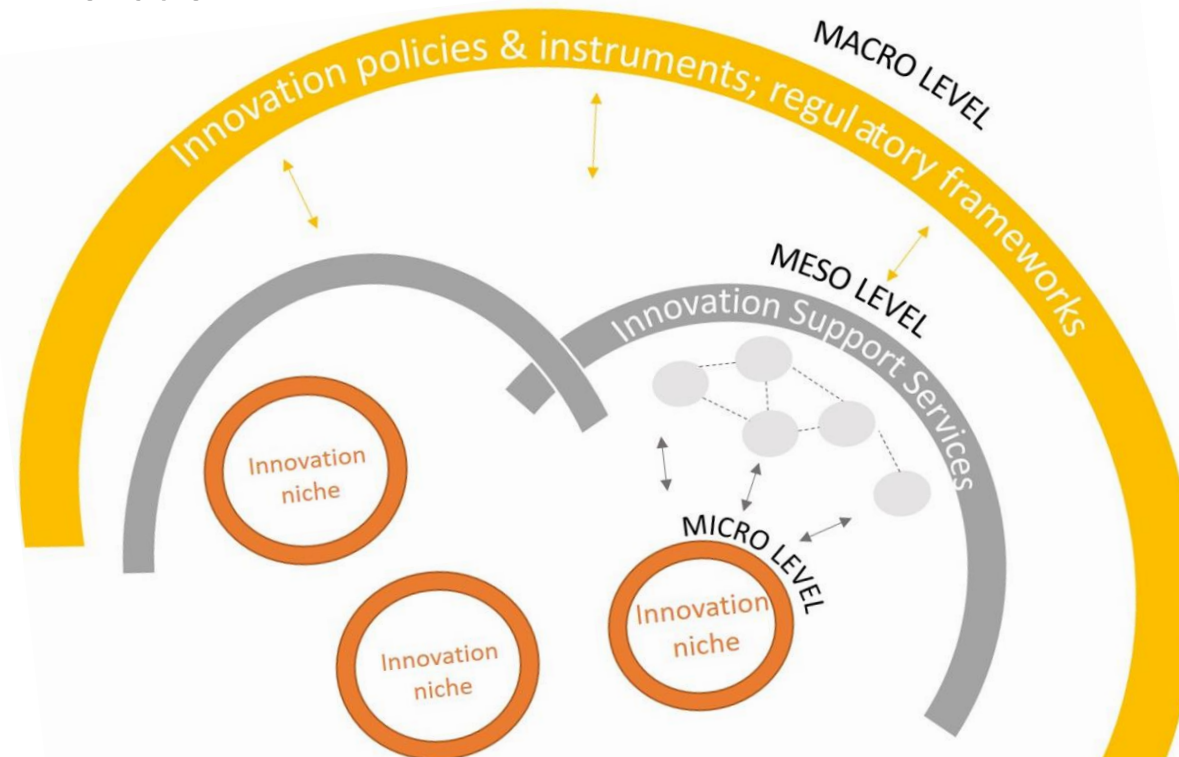 MACRO LEVEL
Innovation policies & instruments; regulatory frameworks
MESO LEVEL
Innovation Support Services
MICRO LEVEL
Innovation
niche
Innovation
niche
Innovation
niche